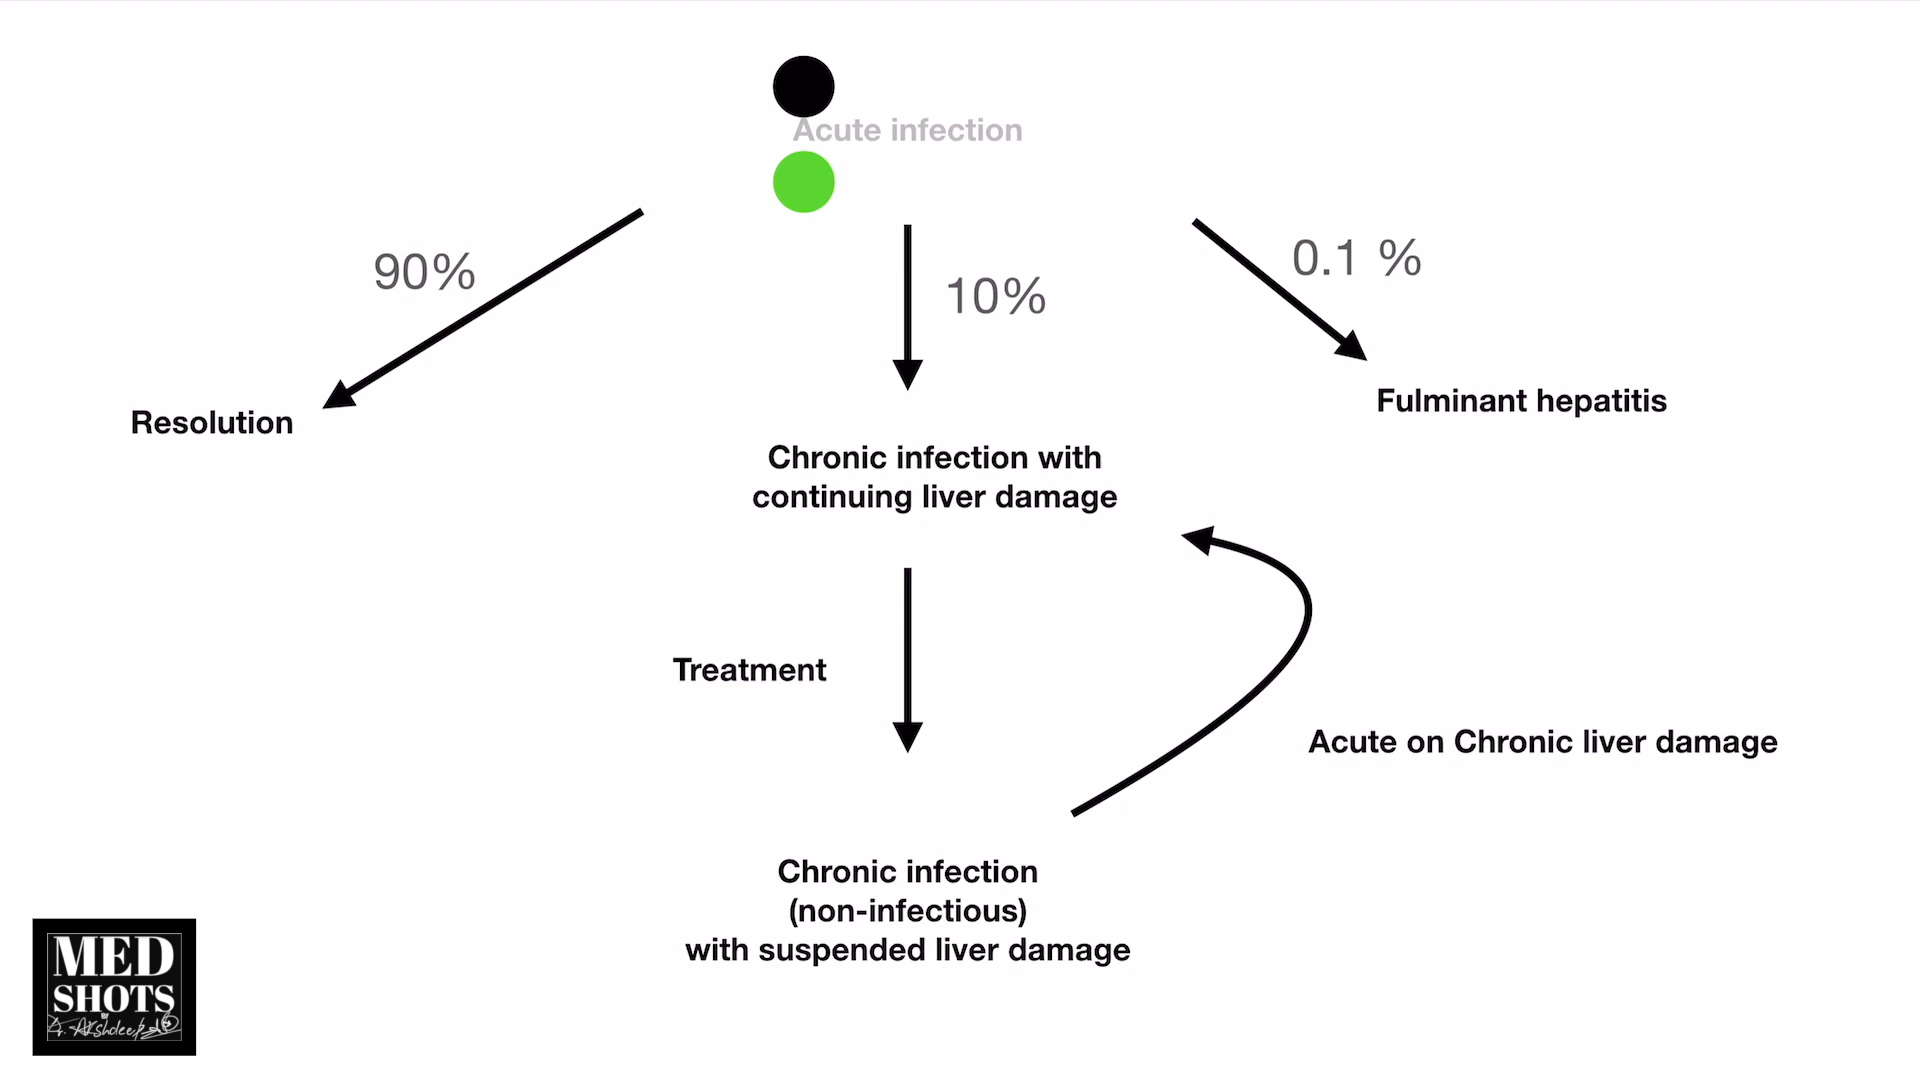 Acute infection
90%
10%
0.1 %
Resolution
Fulminant hepatitis
Chronic infection with
continuing liver damage
Treatment
Acute on Chronic liver damage
Chronic infection
(non-infectious)
with suspended liver damage
MED
SHOTS
BY